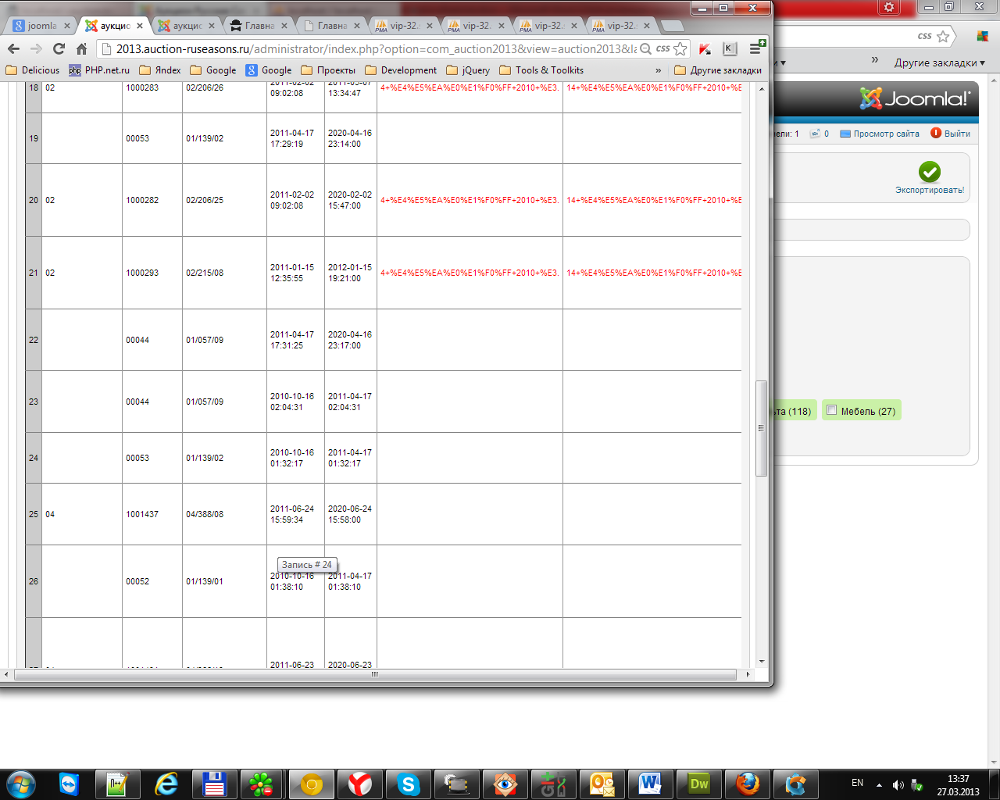 joomla
аукцио
аукцис
Главна
Главна
vip-32.
vip-32.
vip-32.
vip-32.
2013.auction-ruseasons.ru/administrator/index.php?option=com_auction2013&view=auction2013&la
css
css
Delicious
PHP.net.ru
Яndex
Google
Google
Проекты
Development
jQuery
Tools & Toolkits
»
Другие закладки
»
Другие закладки
18 02 1000283 02/206/26 2011-02-02 09:02:08 13:34:47 4+%E4%E5%EA%E0%E1%F0%FF+2010+%E3. 14+%E4%E5%EA%E0%E1%F0%FF+2010+%E
19 00053 01/139/02 2011-04-17 17:29:19 2020-04-16 23:14:00
20 02 1000282 02/206/25 2011-02-02 09:02:08 2020-02-02 15:47:00 4+%E4%E5%EA%E0%E1%F0%FF+2010+%E3. 14+%E4%E5%EA%E0%E1%F0%FF+2010+%E
21 02 1000293 02/215/08 2011-01-15 12:35:55 2012-01-15 19:21:00 4+%E4%E5%EA%E0%E1%F0%FF+2010+%E3. 14+%E4%E5%EA%E0%E1%F0%FF+2010+%E
22 00044 01/057/09 2011-04-17 17:31:25 2020-04-16 23:17:00
23 00044 01/057/09 2010-10-16 02:04:31 2011-04-17 02:04:31
24 00053 01/139/02 2010-10-16 01:32:17 2011-04-17 01:32:17
25 04 1001437 04/388/08 2011-06-24 15:59:34 2020-06-24 15:58:00
Запись # 24
26 00052 01/139/01 2010-10-16 01:38:10 2011-04-17 01:38:10
2011-06-23 2020-06-23
Joomla!
ели: 1
0
Просмотр сайта
Выйти
Экспортировать!
та (118)
Мебель (27)
EN
13:37
27.03.2013